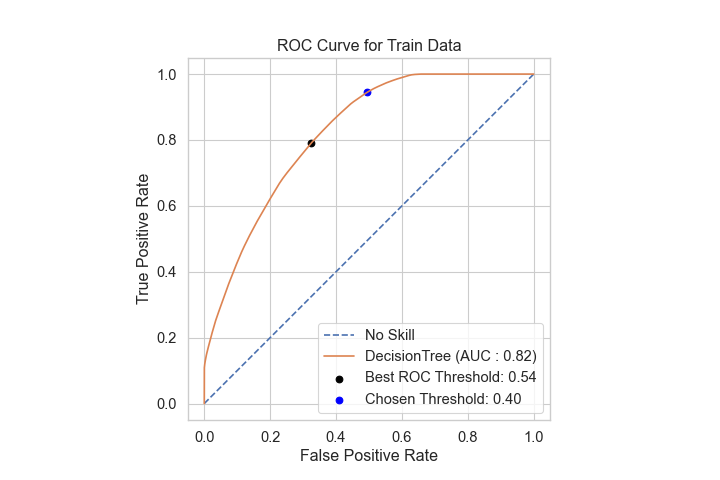 ROC Curve for Train Data
True Positive Rate
1.0
0.8
0.6
0.4
0.2
0.0
No Skill
DecisionTree (AUC : 0.82)
Best ROC Threshold: 0.54
Chosen Threshold: 0.40
0.0 0.2 0.4 0.6 0.8 1.0
False Positive Rate